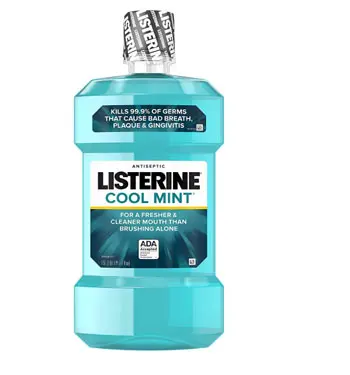 LISTERINE
KILLS 99.9% OF GERMS
THAT CAUSE BAD BREATH,
PLAQUE & GINGIVITIS
ANTISEPTIC
LISTERINE
COOL MINT
FOR A FRESHER &
CLEANER MOUTH THAN
BRUSHING ALONE
ADA
Accepted